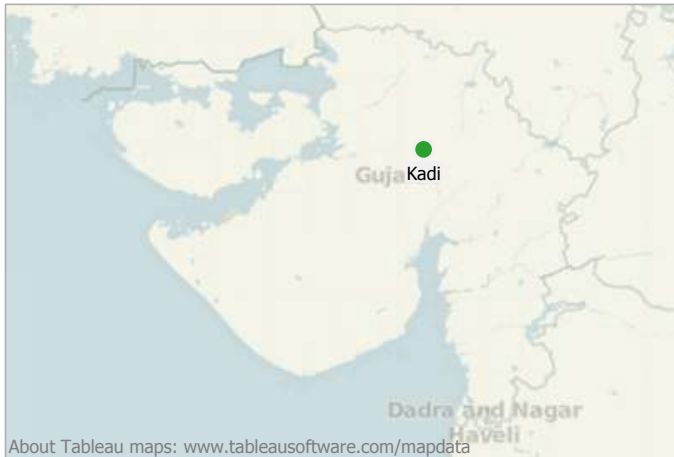 Guja
Kadi
Dadra and Nagar
Haveli
About Tableau maps: www.tableausoftware.com/mapdata